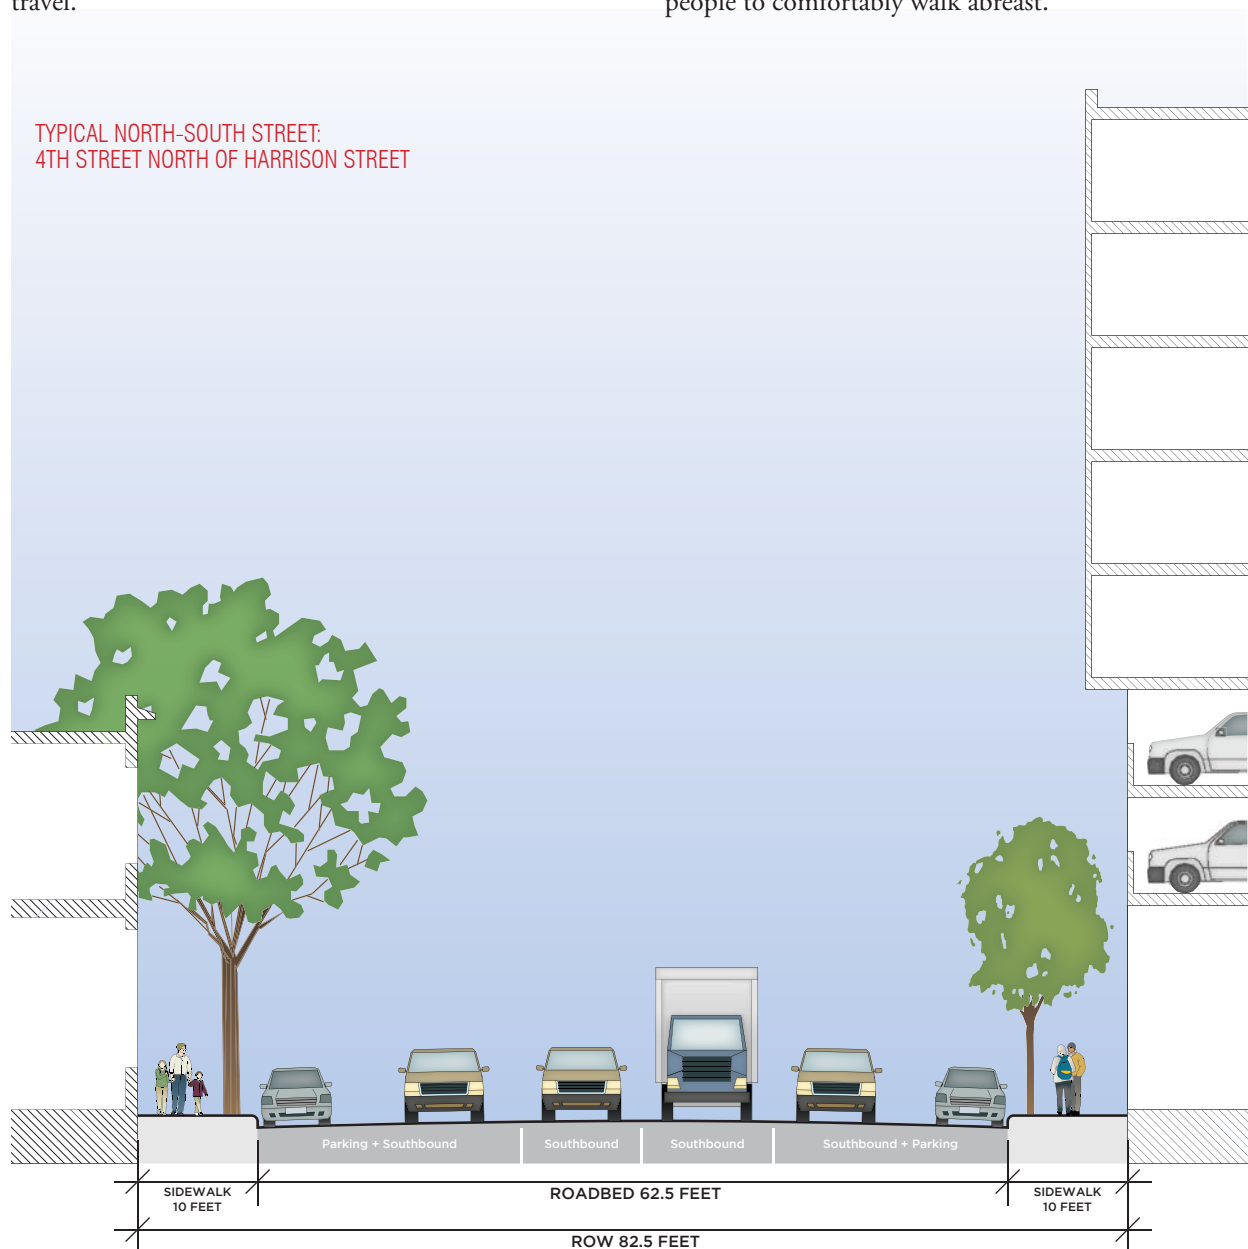 travel.
people to comfortably walk abreast.
TYPICAL NORTH-SOUTH STREET:
4TH STREET NORTH OF HARRISON STREET
Parking + Southbound
Southbound
Southbound
Southbound + Parking
SIDEWALK
10 FEET
ROADBED 62.5 FEET
SIDEWALK
10 FEET
ROW 82.5 FEET